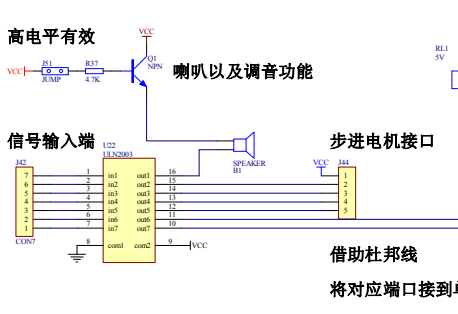 高电平有效
VCC
RL1
5V
J51
R37
Q1
NPN
VCC
JUMP
4.7K
喇叭以及调音功能
信号输入端
步进电机接口
U22
ULN2003
SPEAKER
B1
J42
VCC
J44
7 1 in1 out1 16 1
6 2 in2 out2 15 2
5 3 in3 out3 14 3
4 4 in4 out4 13 4
3 5 in5 out5 12 5
2 6 in6 out6 11
1 7 in7 out7 10
CON7
8 com1 com2 9 VCC
借助杜邦线
将对应端口接到